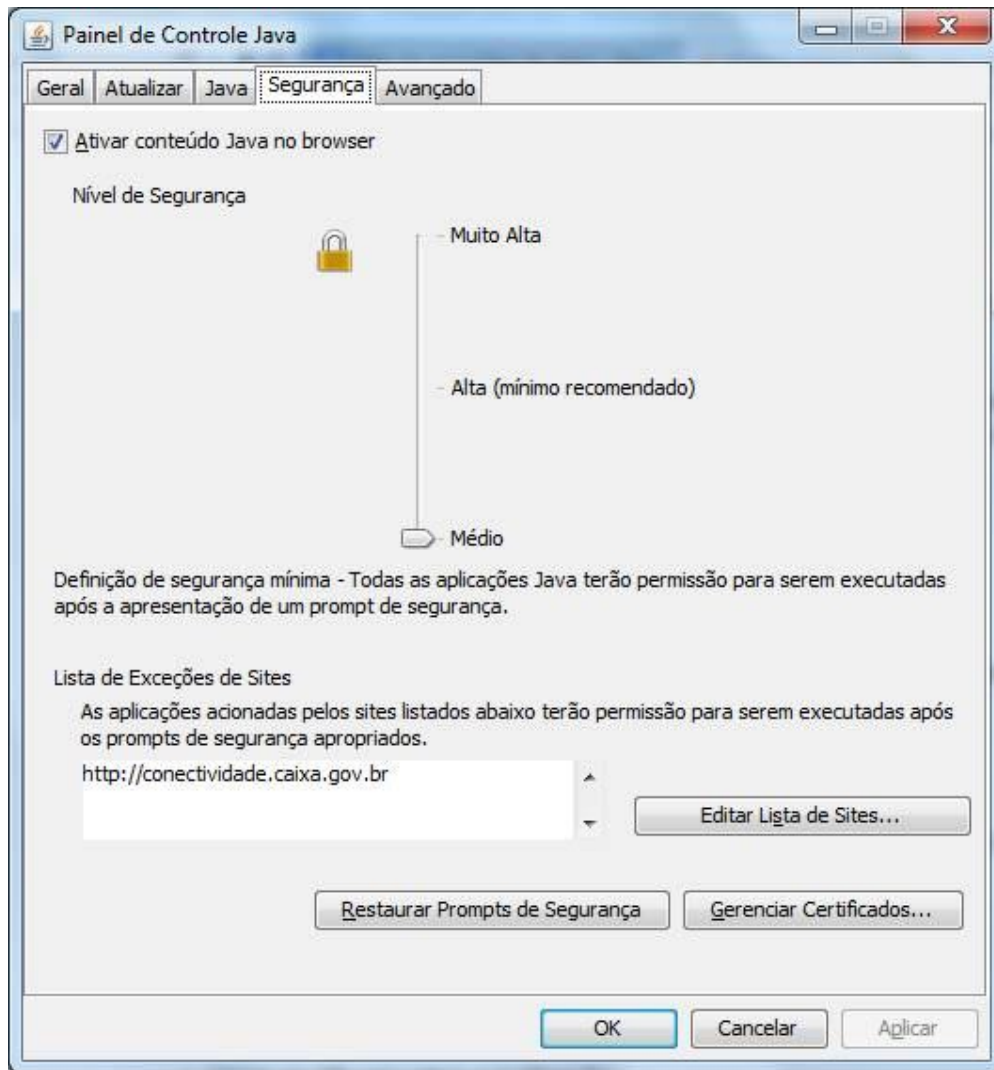 Painel de Controle Java
Geral Atualizar Java Segurança Avançado
Ativar conteúdo Java no browser
Nível de Segurança
Muito Alta
Alta (mínimo recomendado)
Médio
Definição de segurança mínima - Todas as aplicações Java terão permissão para serem executadas
após a apresentação de um prompt de segurança.
Lista de Exceções de Sites
As aplicações acionadas pelos sites listados abaixo terão permissão para serem executadas após
os prompts de segurança apropriados.
http://conectividade.caixa.gov.br
Editar Lista de Sites...
Restaurar Prompts de Segurança Gerenciar Certificados...
OK Cancelar Aplicar